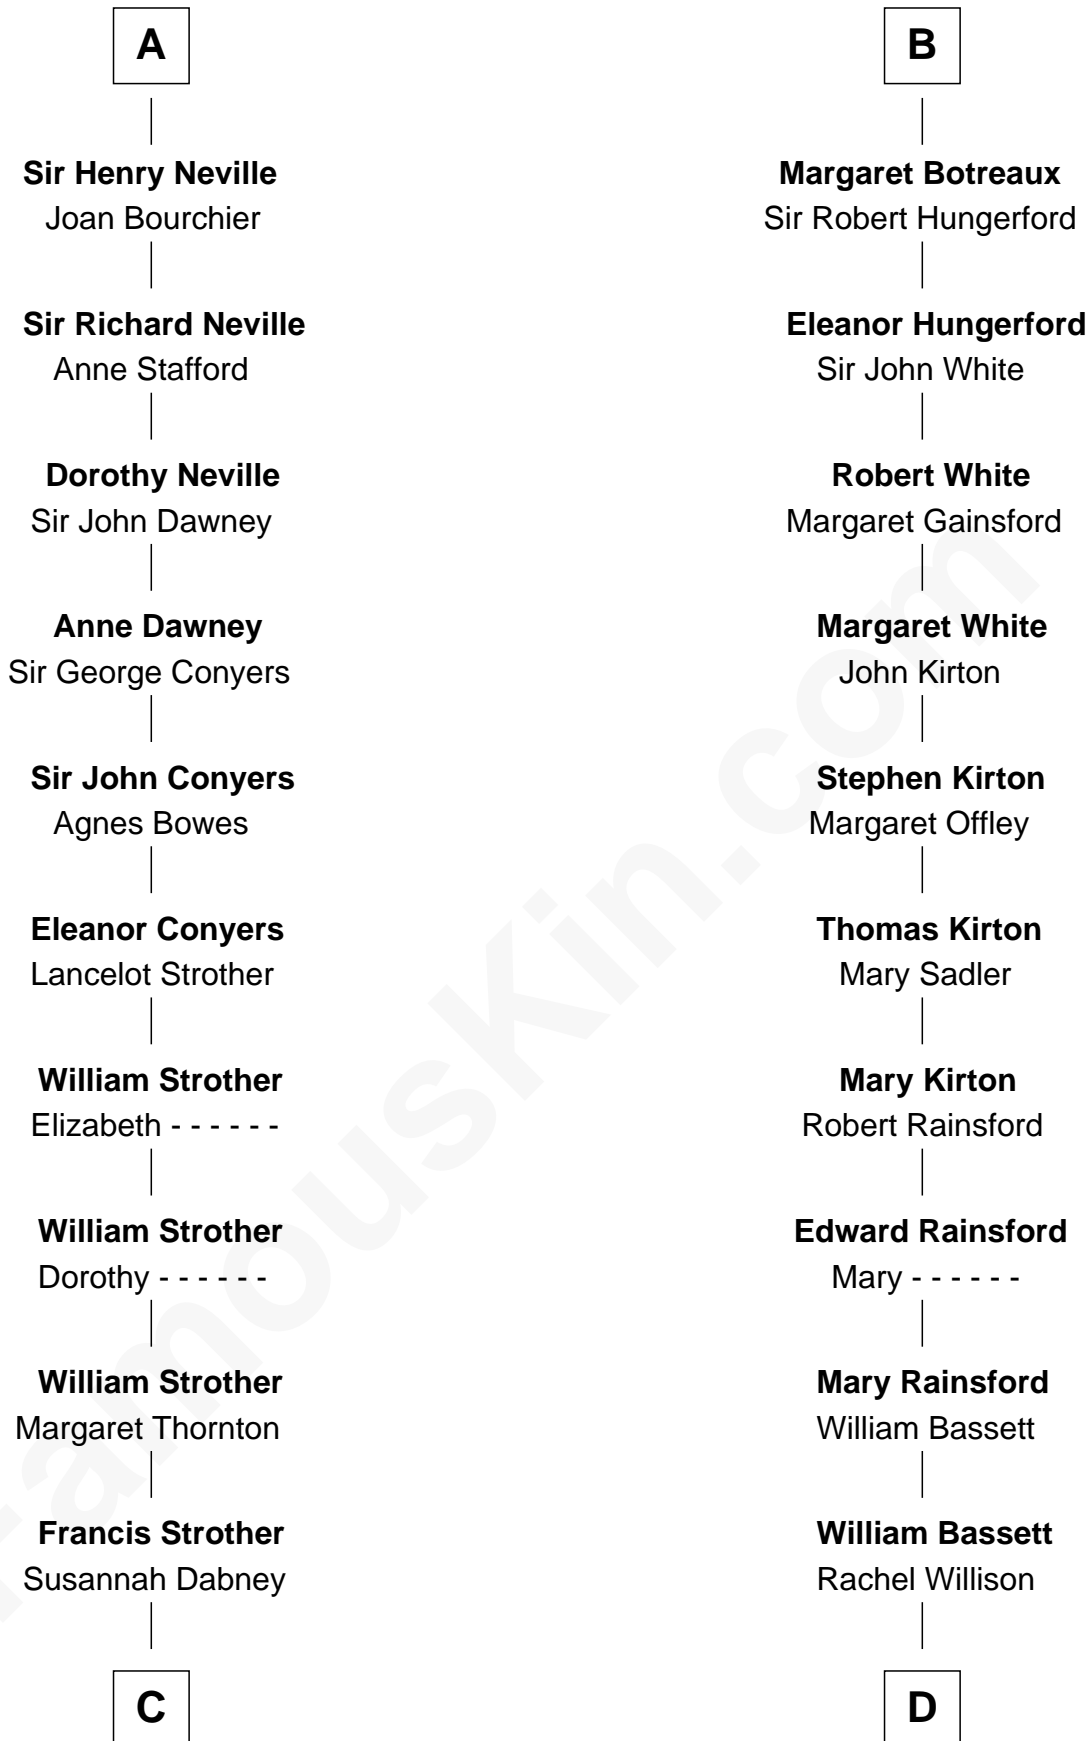 A
Sir Henry Neville
Joan Bourchier
Sir Richard Neville
Anne Stafford
Dorothy Neville
Sir John Dawney
Anne Dawney
Sir George Conyers
Sir John Conyers
Agnes Bowes
Eleanor Conyers
Lancelot Strother
William Strother
Elizabeth - - - - - -
William Strother
Dorothy - - - - - -
William Strother
Margaret Thornton
Francis Strother
Susannah Dabney
C
B
Margaret Botreaux
Sir Robert Hungerford
Eleanor Hungerford
Sir John White
Robert White
Margaret Gainsford
Margaret White
John Kirton
Stephen Kirton
Margaret Offley
Thomas Kirton
Mary Sadler
Mary Kirton
Robert Rainsford
Edward Rainsford
Mary - - - - - -
Mary Rainsford
William Bassett
William Bassett
Rachel Willison
D
FamousKin.com